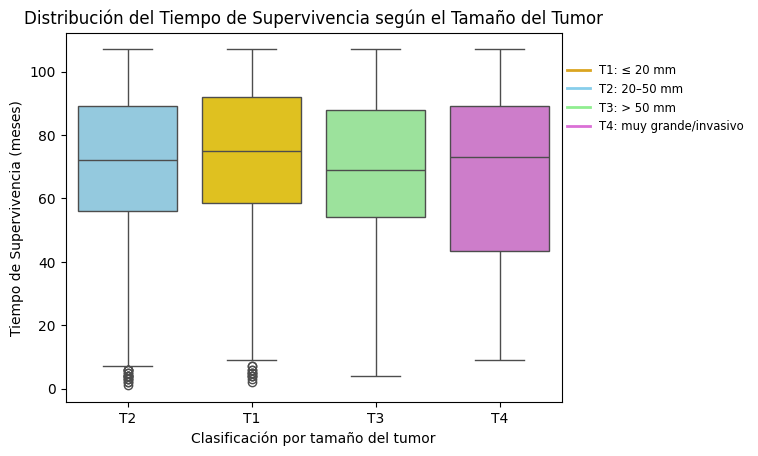 Distribución del Tiempo de Supervivencia según el Tamaño del Tumor
Tiempo de Supervivencia (meses)
100
80
60
40
20
0
T2 T1 T3 T4
Clasificación por tamaño del tumor
T1: ≤ 20 mm
T2: 20–50 mm
T3: > 50 mm
T4: muy grande/invasivo